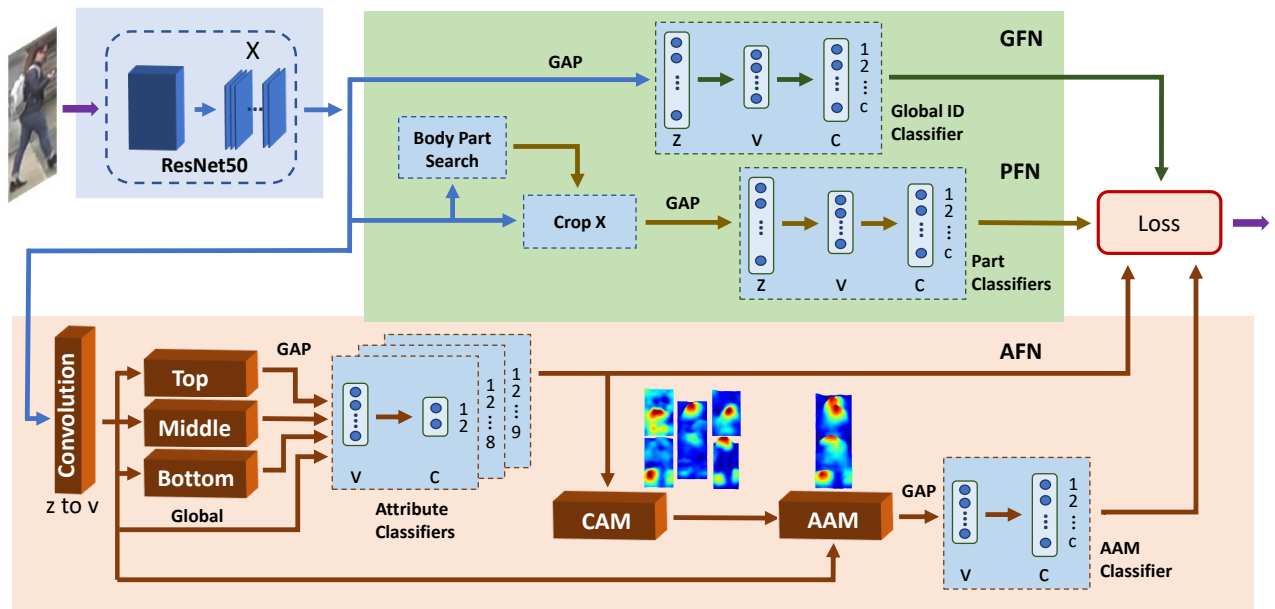 X
ResNet50
GFN
GAP
Z
V
C
1
2
...
c
Global ID
Classifier
Body Part
Search
Crop X
PFN
GAP
Z
V
C
1
2
...
c
Part
Classifiers
Loss
AFN
Convolution
z to v
Top
Middle
Bottom
Global
GAP
V
C
1
2
1
2
...
8
1
2
...
9
Attribute
Classifiers
CAM
AAM
GAP
V
C
1
2
...
c
AAM
Classifier